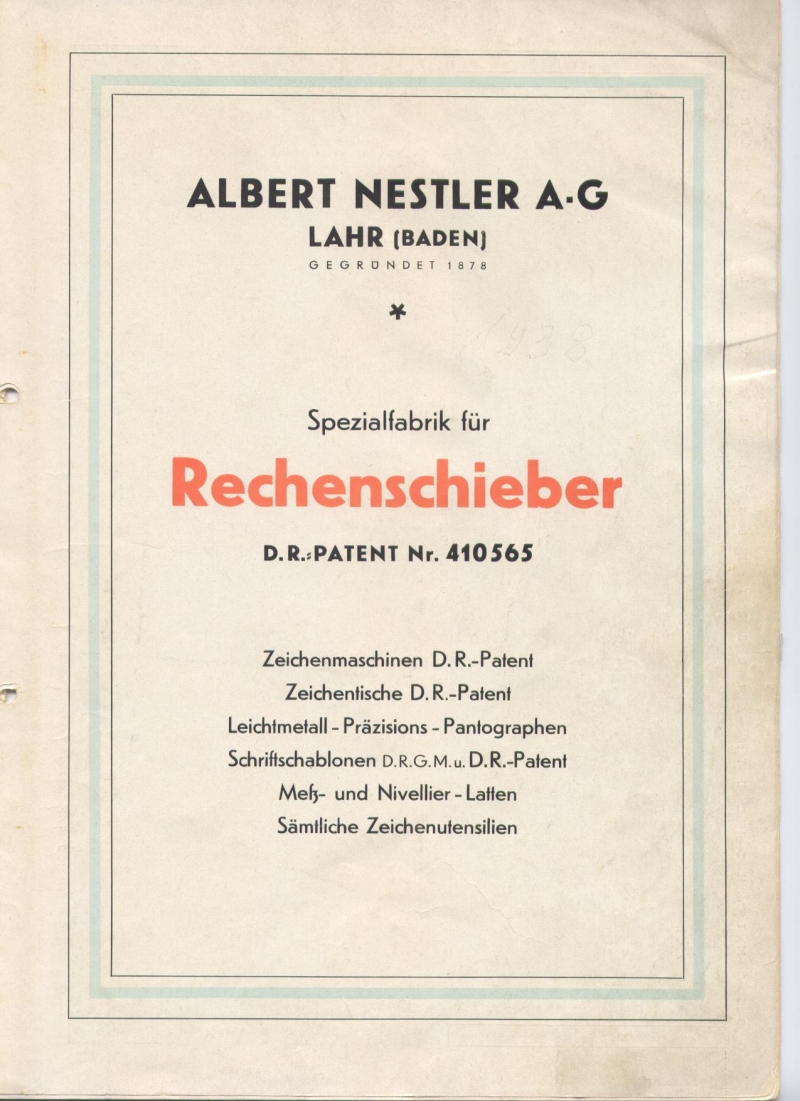 ALBERT NESTLER A·G
LAHR (BADEN)
GEGRÜNDET 1878
*
1938
Spezialfabrik für
Rechenschieber
D.R.=PATENT Nr. 410565
Zeichenmaschinen D.R.-Patent
Zeichentische D.R.-Patent
Leichtmetall-Präzisions-Pantographen
Schriftschablonen D.R.G.M.u. D.R.-Patent
Meß- und Nivellier-Latten
Sämtliche Zeichenutensilien